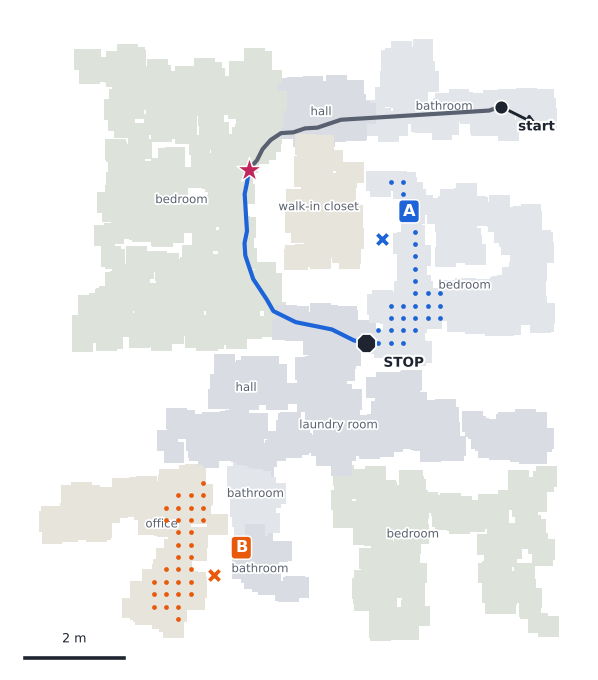 hall
bathroom
start
bedroom
walk-in closet
A
bedroom
STOP
hall
laundry room
bathroom
office
bedroom
B
bathroom
2 m